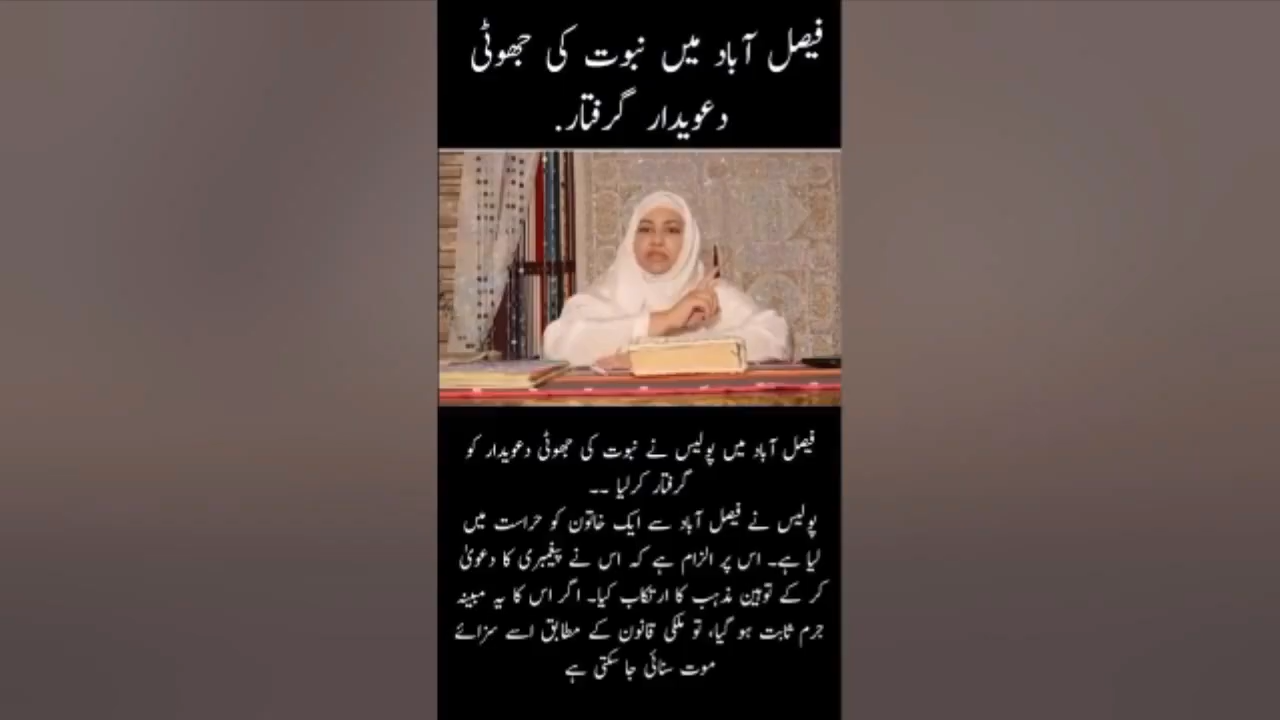 فیصل آباد میں نبوت کی جھوٹی
دعویدار گرفتار.
فیصل آباد میں پولیس نے نبوت کی جھوٹی دعویدار کو
گرفتار کرلیا ۔۔
پولیس نے فیصل آباد سے ایک خاتون کو حراست میں
لیا ہے۔ اس پر الزام ہے کہ اس نے پیغمبری کا دعویٰ
کر کے توہین مذہب کا ارتکاب کیا۔ اگر اس کا یہ مبینہ
جرم ثابت ہو گیا، تو ملکی قانون کے مطابق اسے سزائے
موت سنائی جا سکتی ہے